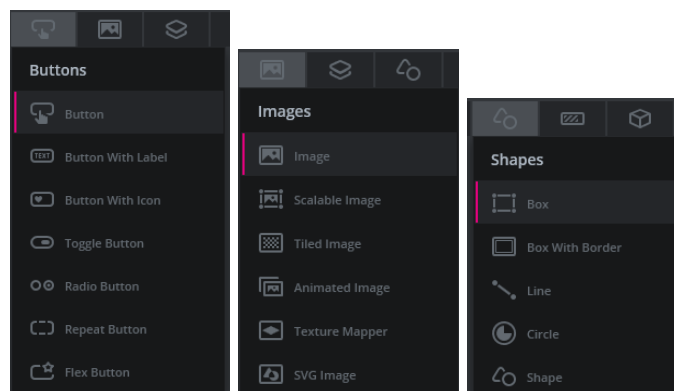 Buttons
Button
TEXT Button With Label
Button With Icon
Toggle Button
Radio Button
Repeat Button
Flex Button
Images
Image
Scalable Image
Tiled Image
Animated Image
Texture Mapper
SVG Image
Shapes
Box
Box With Border
Line
Circle
Shape